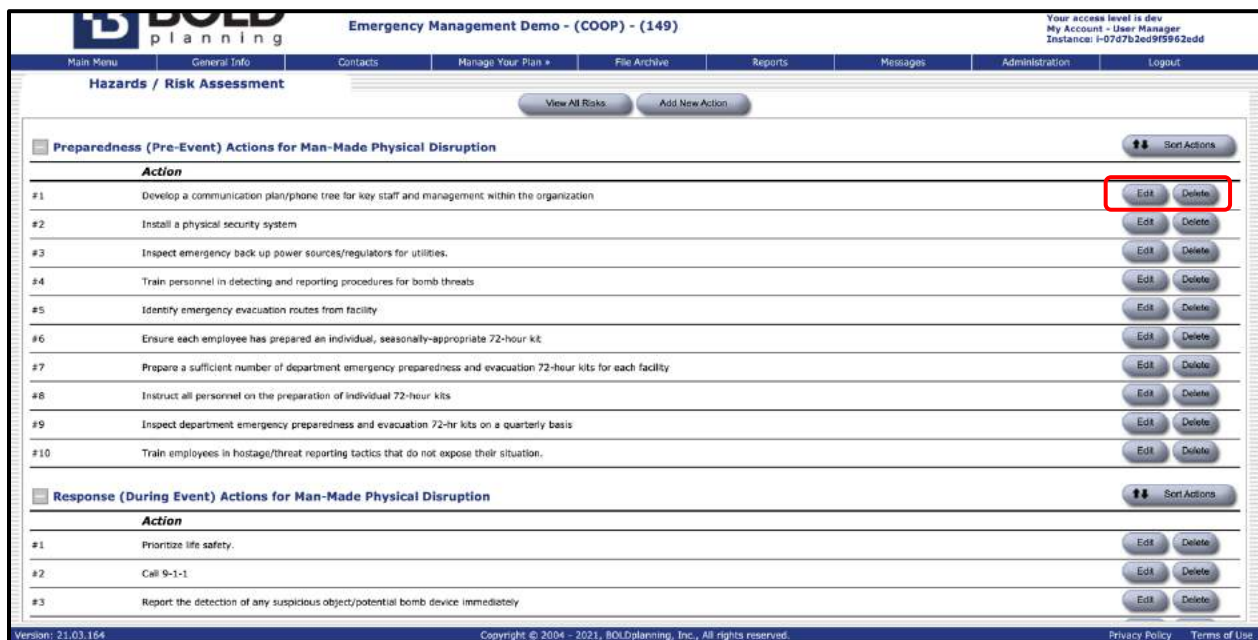 BOLD
planning
Emergency Management Demo - (COOP) - (149)
Your access level is dev
My Account - User Manager
Instance: i-07d7b2ed9f5962edd
Main Menu General Info Contacts Manage Your Plan » File Archive Reports Messages Administration Logout
Hazards / Risk Assessment
View All Risks Add New Action
Preparedness (Pre-Event) Actions for Man-Made Physical Disruption Sort Actions
Action
#1 Develop a communication plan/phone tree for key staff and management within the organization Edit Delete
#2 Install a physical security system Edit Delete
#3 Inspect emergency back up power sources/regulators for utilities. Edit Delete
#4 Train personnel in detecting and reporting procedures for bomb threats Edit Delete
#5 Identify emergency evacuation routes from facility Edit Delete
#6 Ensure each employee has prepared an individual, seasonally-appropriate 72-hour kit Edit Delete
#7 Prepare a sufficient number of department emergency preparedness and evacuation 72-hour kits for each facility Edit Delete
#8 Instruct all personnel on the preparation of individual 72-hour kits Edit Delete
#9 Inspect department emergency preparedness and evacuation 72-hr kits on a quarterly basis Edit Delete
#10 Train employees in hostage/threat reporting tactics that do not expose their situation. Edit Delete
Response (During Event) Actions for Man-Made Physical Disruption Sort Actions
Action
#1 Prioritize life safety. Edit Delete
#2 Call 9-1-1 Edit Delete
#3 Report the detection of any suspicious object/potential bomb device immediately Edit Delete
Version: 21.03.164 Copyright © 2004 - 2021, BOLDplanning, Inc., All rights reserved. Privacy Policy Terms of Use